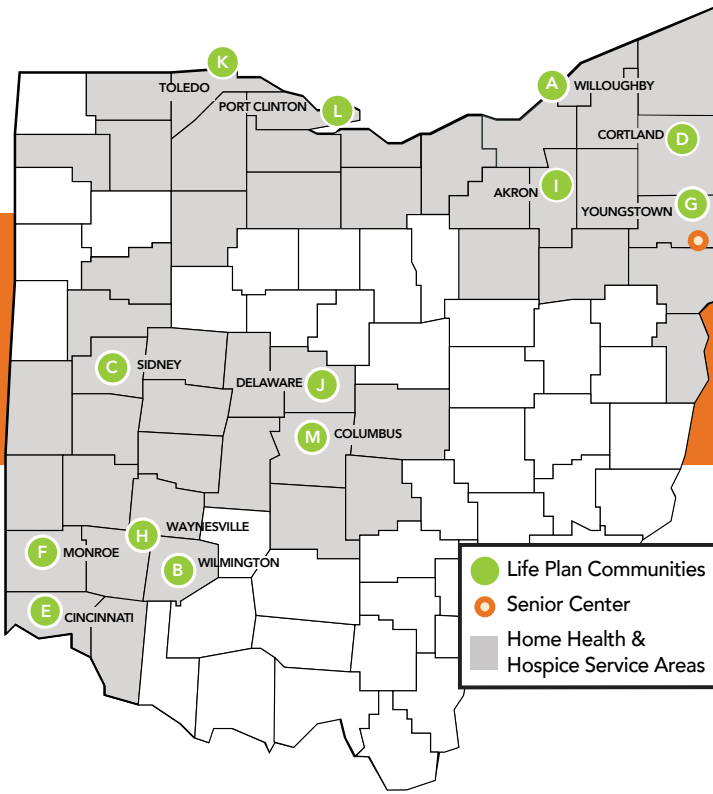 K
TOLEDO
PORT CLINTON
L
A
WILLOUGHBY
CORTLAND
D
AKRON
I
YOUNGSTOWN
G
C
SIDNEY
DELAWARE
J
M
COLUMBUS
WAYNESVILLE
H
F
MONROE
B
WILMINGTON
E
CINCINNATI
Life Plan Communities
Senior Center
Home Health &
Hospice Service Areas